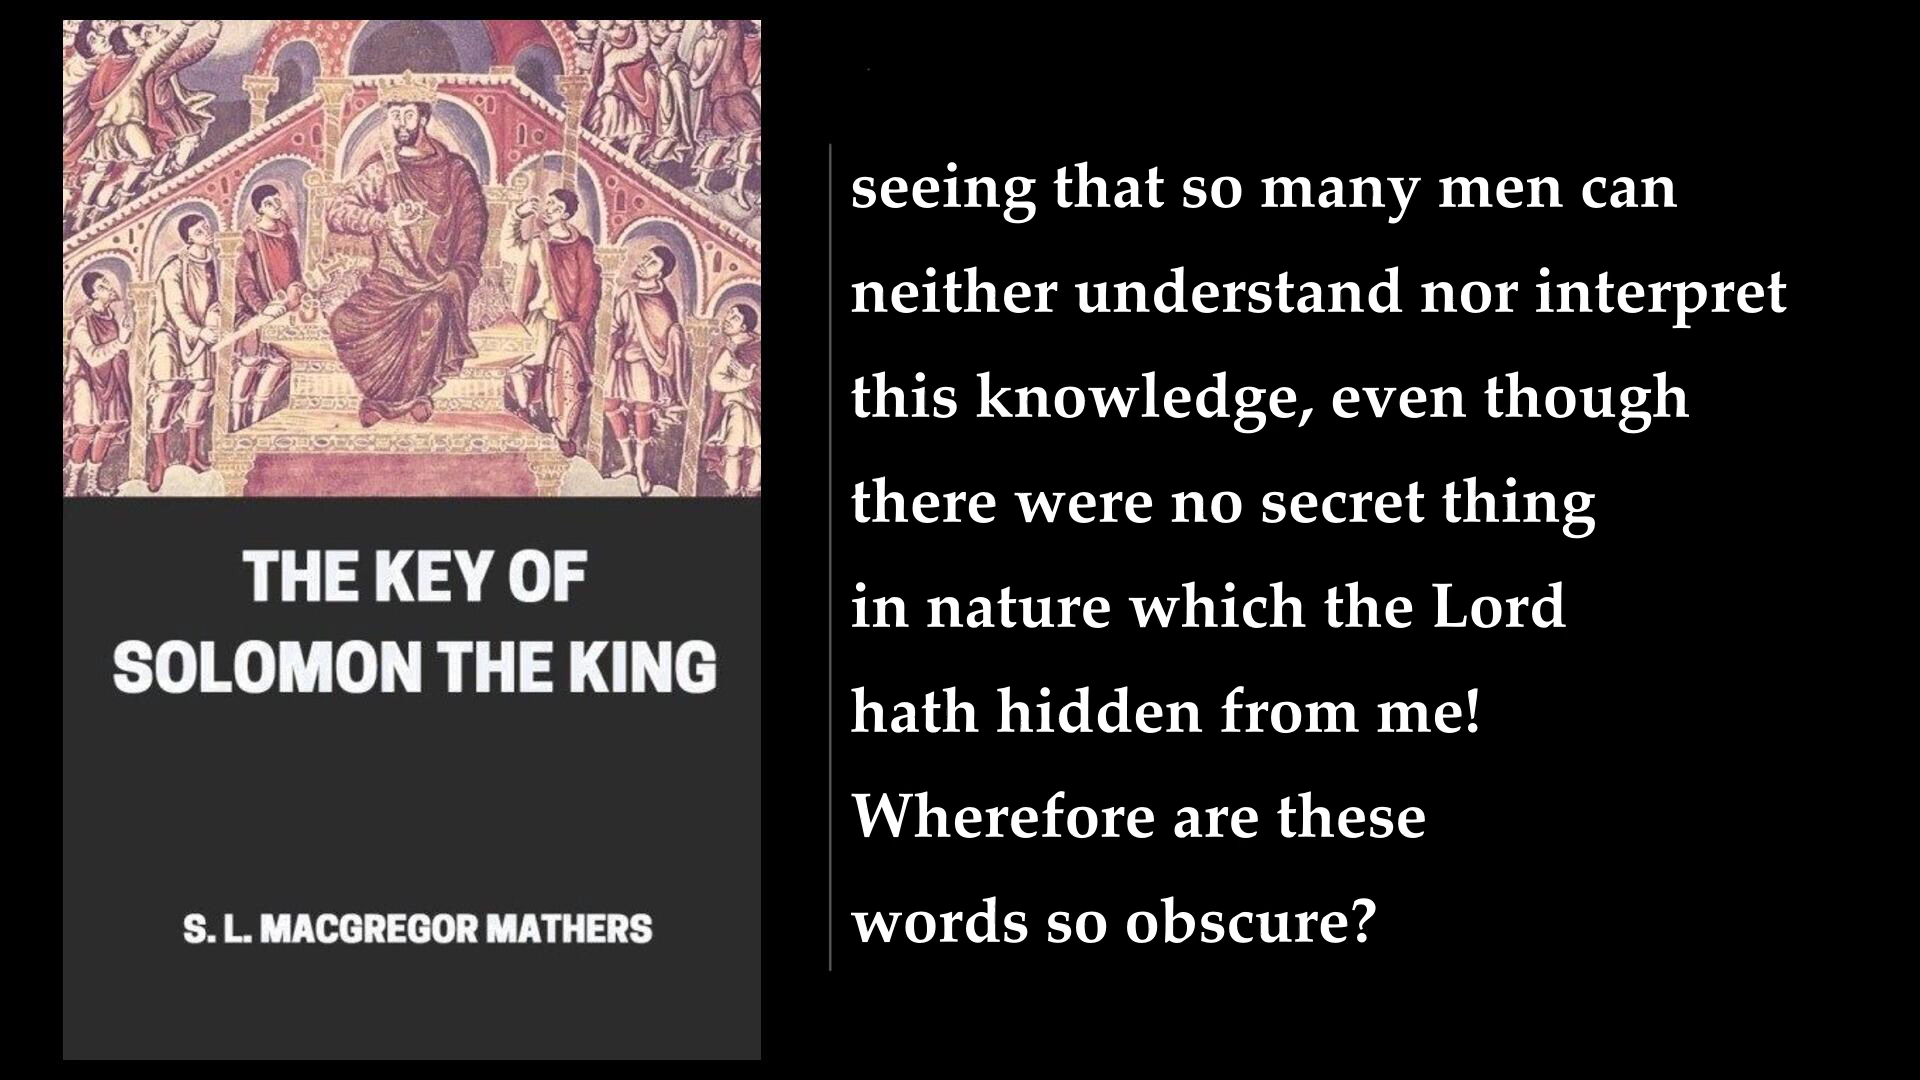 THE KEY OF
SOLOMON THE KING
S. L. MACGREGOR MATHERS
seeing that so many men can
neither understand nor interpret
this knowledge, even though
there were no secret thing
in nature which the Lord
hath hidden from me!
Wherefore are these
words so obscure?